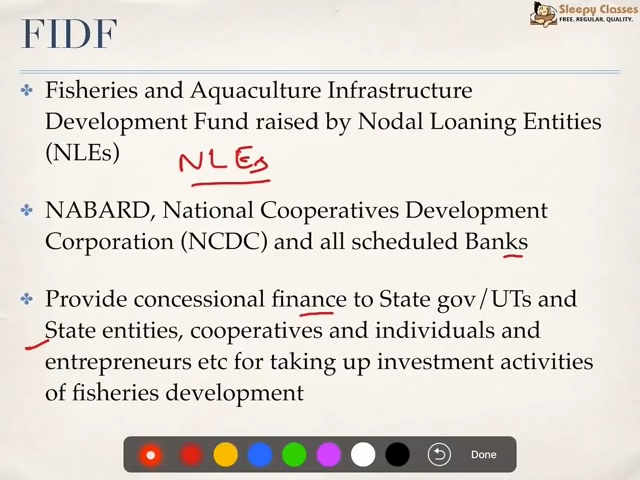 Sleepy Classes
FREE. REGULAR. QUALITY.
FIDF
Fisheries and Aquaculture Infrastructure
Development Fund raised by Nodal Loaning Entities
(NLEs)
NLEs
NABARD, National Cooperatives Development
Corporation (NCDC) and all scheduled Banks
Provide concessional finance to State gov/UTs and
State entities, cooperatives and individuals and
entrepreneurs etc for taking up investment activities
of fisheries development
Done